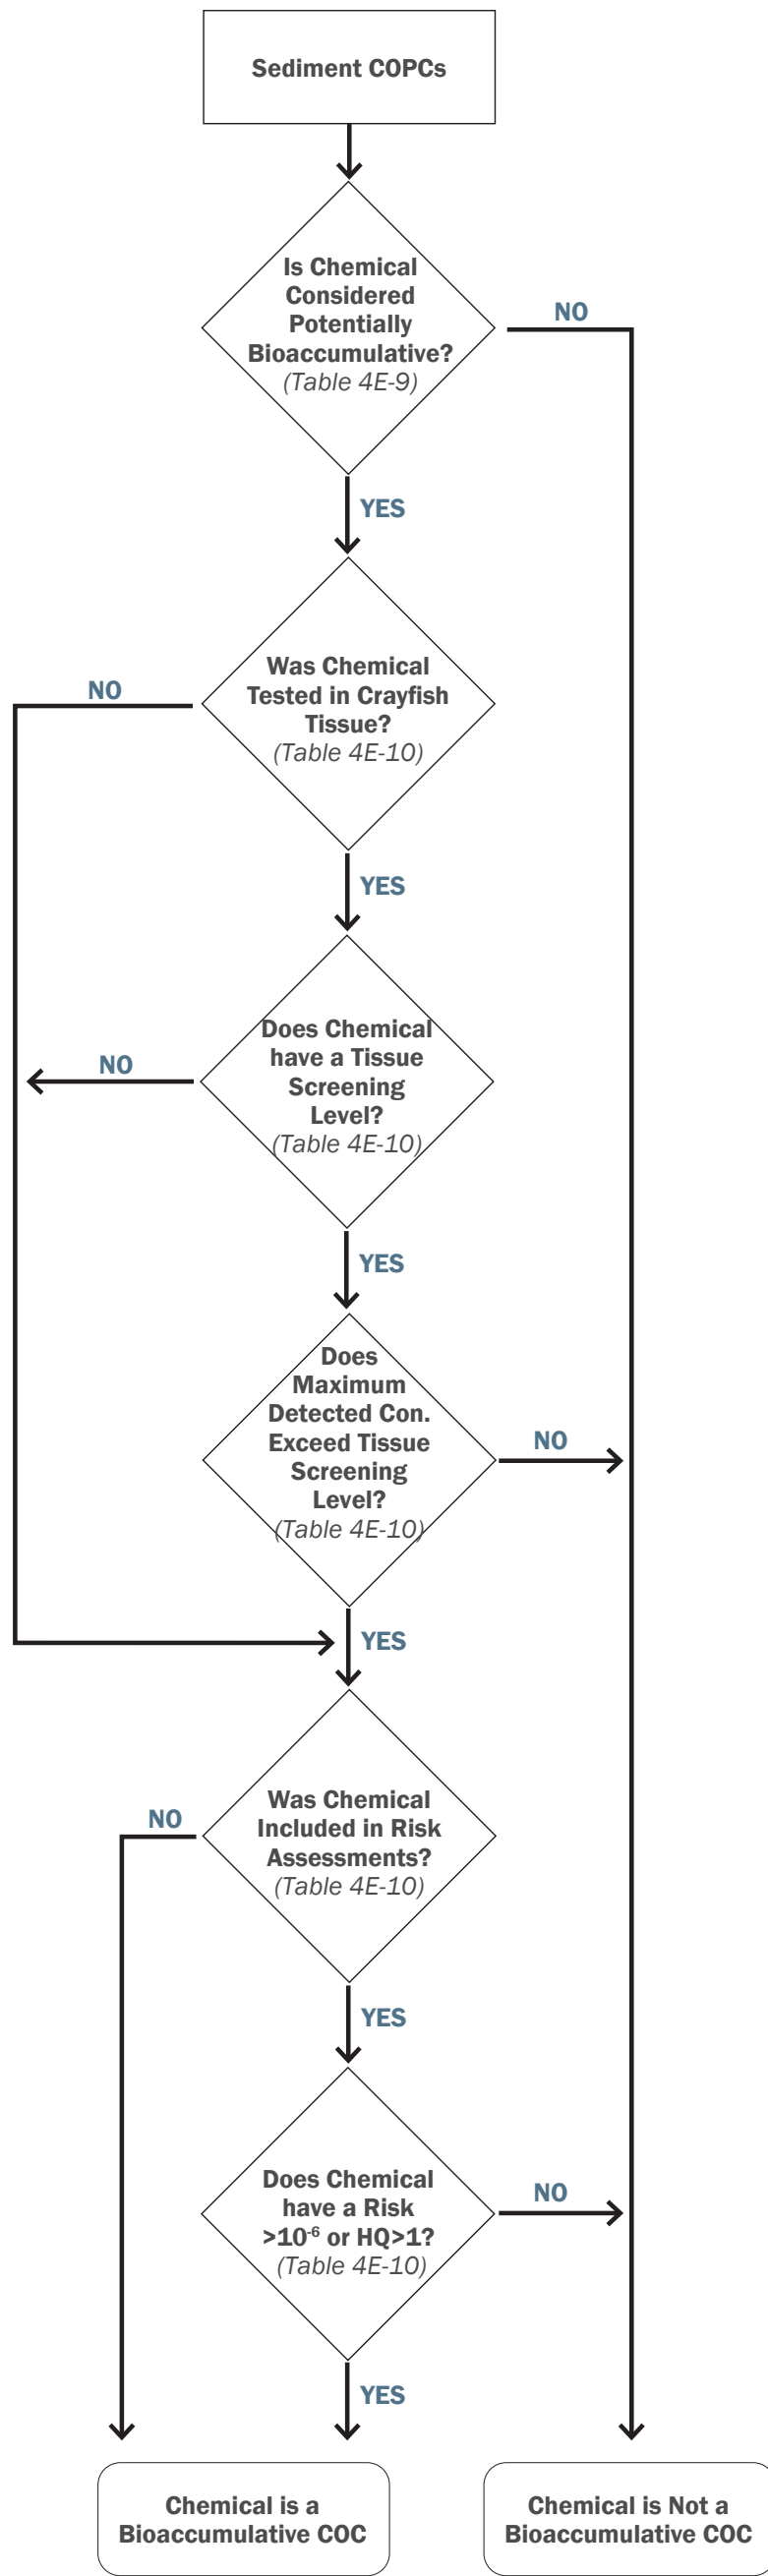 Sediment COPCs
Is Chemical
Considered
Potentially
Bioaccumulative?
(Table 4E-9)
NO
YES
Was Chemical
Tested in Crayfish
Tissue?
(Table 4E-10)
NO
YES
Does Chemical
have a Tissue
Screening
Level?
(Table 4E-10)
NO
YES
Does
Maximum
Detected Con.
Exceed Tissue
Screening
Level?
(Table 4E-10)
NO
YES
Was Chemical
Included in Risk
Assessments?
(Table 4E-10)
NO
YES
Does Chemical
have a Risk
>10⁻⁶ or HQ>1?
(Table 4E-10)
NO
YES
Chemical is a
Bioaccumulative COC
Chemical is Not a
Bioaccumulative COC